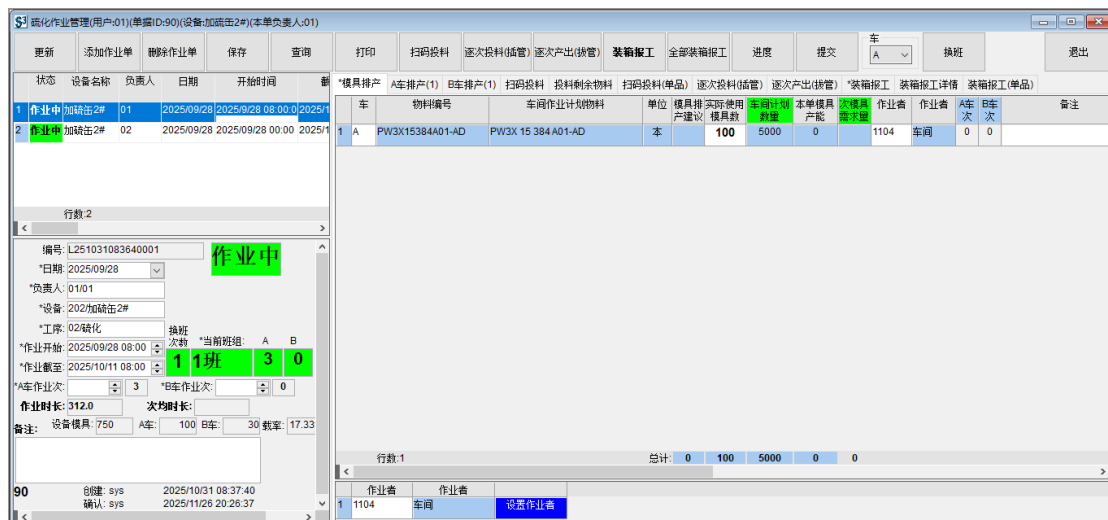 S³ 硫化作业管理(用户:01)(单据ID:90)(设备:加硫缶2#)(本单负责人:01)
更新 添加作业单 删除作业单 保存 查询 打印 扫码投料 逐次投料(插管) 逐次产出(拔管) 装箱报工 全部装箱报工 进度 提交 车 A 换班 退出
状态 设备名称 负责人 日期 开始时间
1 作业中 加硫缶2# 01 2025/09/28 2025/9/28 08:00:0 2025/1
2 作业中 加硫缶2# 02 2025/09/28 2025/09/28 00:00 2025/1
行数:2
*模具排产 A车排产(1) B车排产(1) 扫码投料 投料剩余物料 扫码投料(单品) 逐次投料(插管) 逐次产出(拔管) *装箱报工 装箱报工详情 装箱报工(单品)
车 物料编号 车间作业计划物料 单位 模具排产建议 实际使用模具数 车间计划数量 本单模具产能 次模具需求量 作业者 作业者 A车次 B车次 备注
1 A PW3X15384A01-AD PW3X 15 384 A01-AD 本 100 5000 0 1104 车间 0 0
行数:1 总计: 0 100 5000 0 0
编号: L251031083640001 作业中
*日期: 2025/09/28
*负责人: 01/01
*设备: 202/加硫缶2#
*工序: 02/硫化
换班次数 *当前班组: A B
1 1班 3 0
*作业开始: 2025/09/28 08:00
*作业截至: 2025/10/11 08:00
*A车作业次: 3 *B车作业次: 0
作业时长: 312.0 次均时长:
备注: 设备模具: 750 A车: 100 B车: 30 载率: 17.33
90 创建: sys 2025/10/31 08:37:40
确认: sys 2025/11/26 20:26:37
作业者 作业者
1 1104 车间 设置作业者